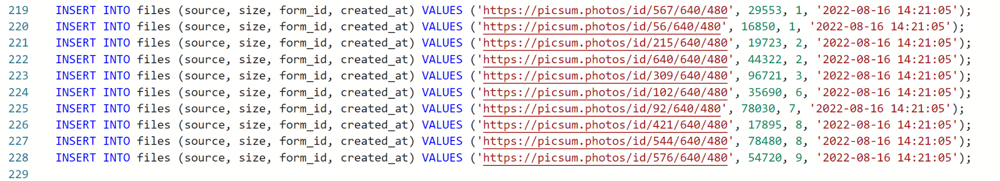 219 INSERT INTO files (source, size, form_id, created_at) VALUES ('https://picsum.photos/id/567/640/480', 29553, 1, '2022-08-16 14:21:05');
220 INSERT INTO files (source, size, form_id, created_at) VALUES ('https://picsum.photos/id/56/640/480', 16850, 1, '2022-08-16 14:21:05');
221 INSERT INTO files (source, size, form_id, created_at) VALUES ('https://picsum.photos/id/215/640/480', 19723, 2, '2022-08-16 14:21:05');
222 INSERT INTO files (source, size, form_id, created_at) VALUES ('https://picsum.photos/id/640/640/480', 44322, 2, '2022-08-16 14:21:05');
223 INSERT INTO files (source, size, form_id, created_at) VALUES ('https://picsum.photos/id/309/640/480', 96721, 3, '2022-08-16 14:21:05');
224 INSERT INTO files (source, size, form_id, created_at) VALUES ('https://picsum.photos/id/102/640/480', 35690, 6, '2022-08-16 14:21:05');
225 INSERT INTO files (source, size, form_id, created_at) VALUES ('https://picsum.photos/id/92/640/480', 78030, 7, '2022-08-16 14:21:05');
226 INSERT INTO files (source, size, form_id, created_at) VALUES ('https://picsum.photos/id/421/640/480', 17895, 8, '2022-08-16 14:21:05');
227 INSERT INTO files (source, size, form_id, created_at) VALUES ('https://picsum.photos/id/544/640/480', 78480, 8, '2022-08-16 14:21:05');
228 INSERT INTO files (source, size, form_id, created_at) VALUES ('https://picsum.photos/id/576/640/480', 54720, 9, '2022-08-16 14:21:05');
229